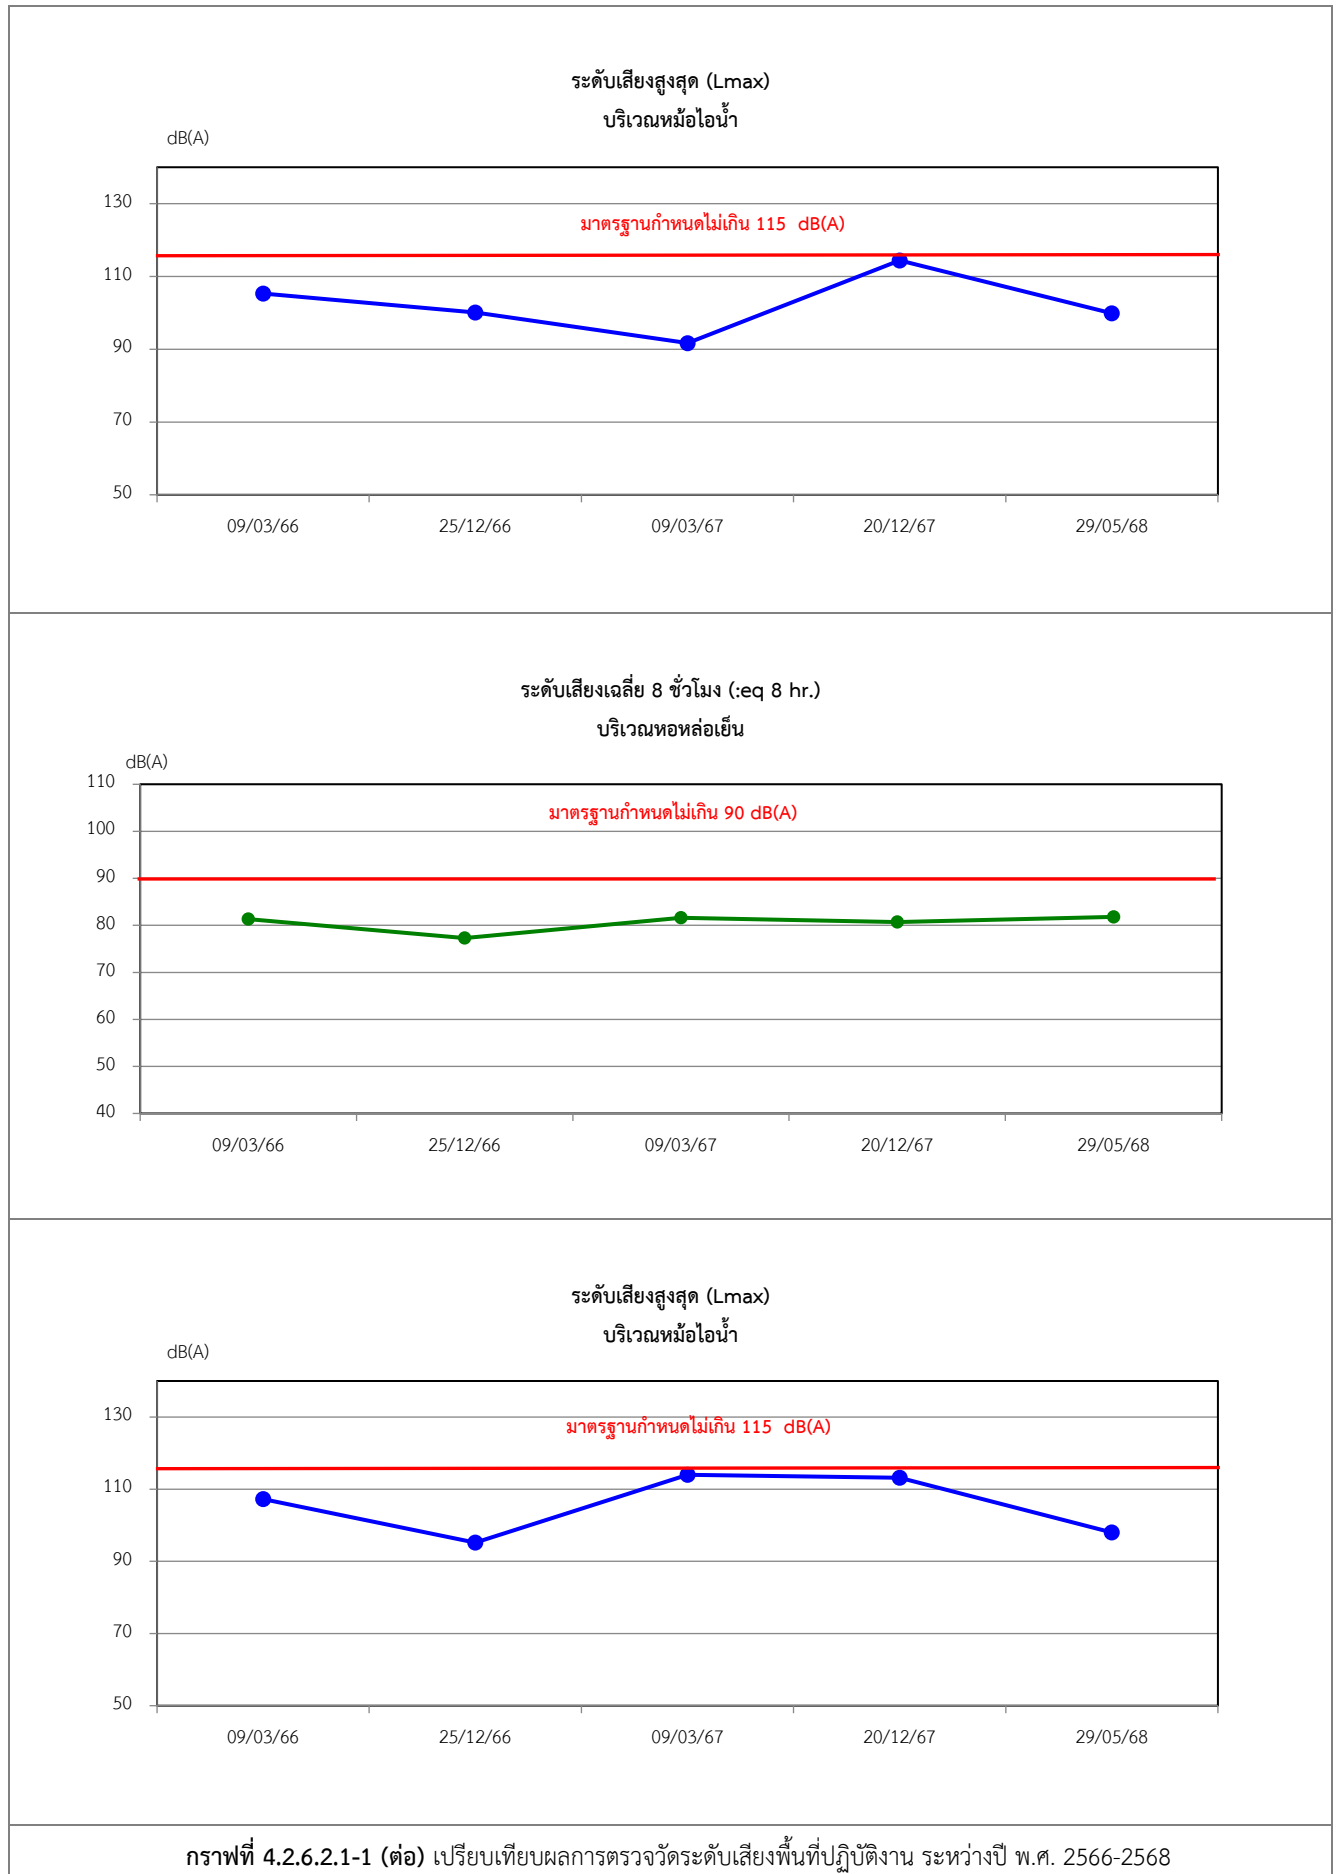 ระดับเสียงสูงสุด (Lmax)
บริเวณหม้อไอน้ำ
dB(A)
130
มาตรฐานกำหนดไม่เกิน 115 dB(A)
110
90
70
50
09/03/66 25/12/66 09/03/67 20/12/67 29/05/68
ระดับเสียงเฉลี่ย 8 ชั่วโมง (:eq 8 hr.)
บริเวณหอหล่อเย็น
dB(A)
110
มาตรฐานกำหนดไม่เกิน 90 dB(A)
100
90
80
70
60
50
40
09/03/66 25/12/66 09/03/67 20/12/67 29/05/68
ระดับเสียงสูงสุด (Lmax)
บริเวณหม้อไอน้ำ
dB(A)
130
มาตรฐานกำหนดไม่เกิน 115 dB(A)
110
90
70
50
09/03/66 25/12/66 09/03/67 20/12/67 29/05/68
กราฟที่ 4.2.6.2.1-1 (ต่อ) เปรียบเทียบผลการตรวจวัดระดับเสียงพื้นที่ปฏิบัติงาน ระหว่างปี พ.ศ. 2566-2568